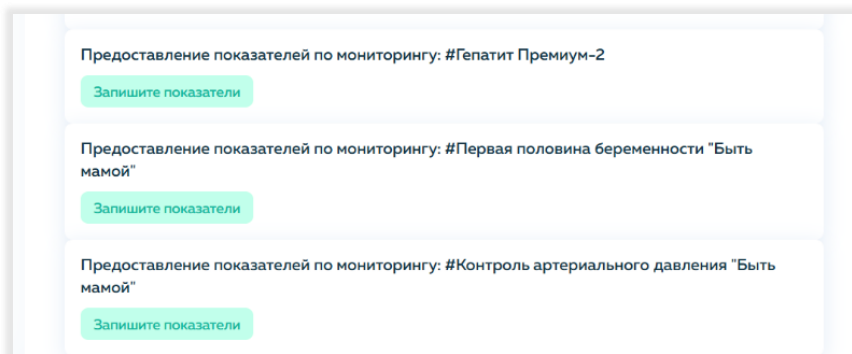 Предоставление показателей по мониторингу: #Гепатит Премиум-2
Запишите показатели
Предоставление показателей по мониторингу: #Первая половина беременности "Быть
мамой"
Запишите показатели
Предоставление показателей по мониторингу: #Контроль артериального давления "Быть
мамой"
Запишите показатели